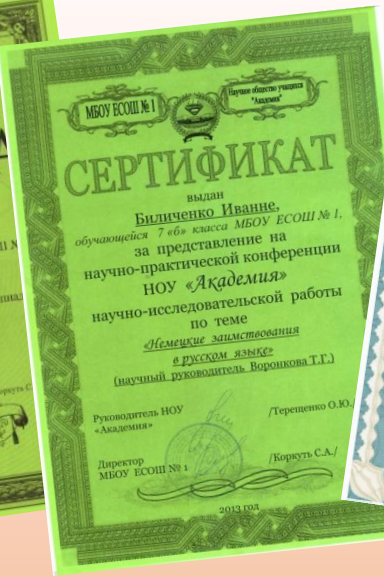 МБОУ ЕСОШ № 1
Научное общество учащихся
"Академия"
СЕРТИФИКАТ
выдан
Биличенко Иванне,
обучающейся 7 «б» класса МБОУ ЕСОШ № 1,
за представление на
научно-практической конференции
НОУ «Академия»
научно-исследовательской работы
по теме
«Немецкие заимствования
в русском языке»
(научный руководитель Воронкова Т.Г.)
Руководитель НОУ /Терещенко О.Ю.
«Академия»
Директор /Коркуть С.А./
МБОУ ЕСОШ № 1
2013 год